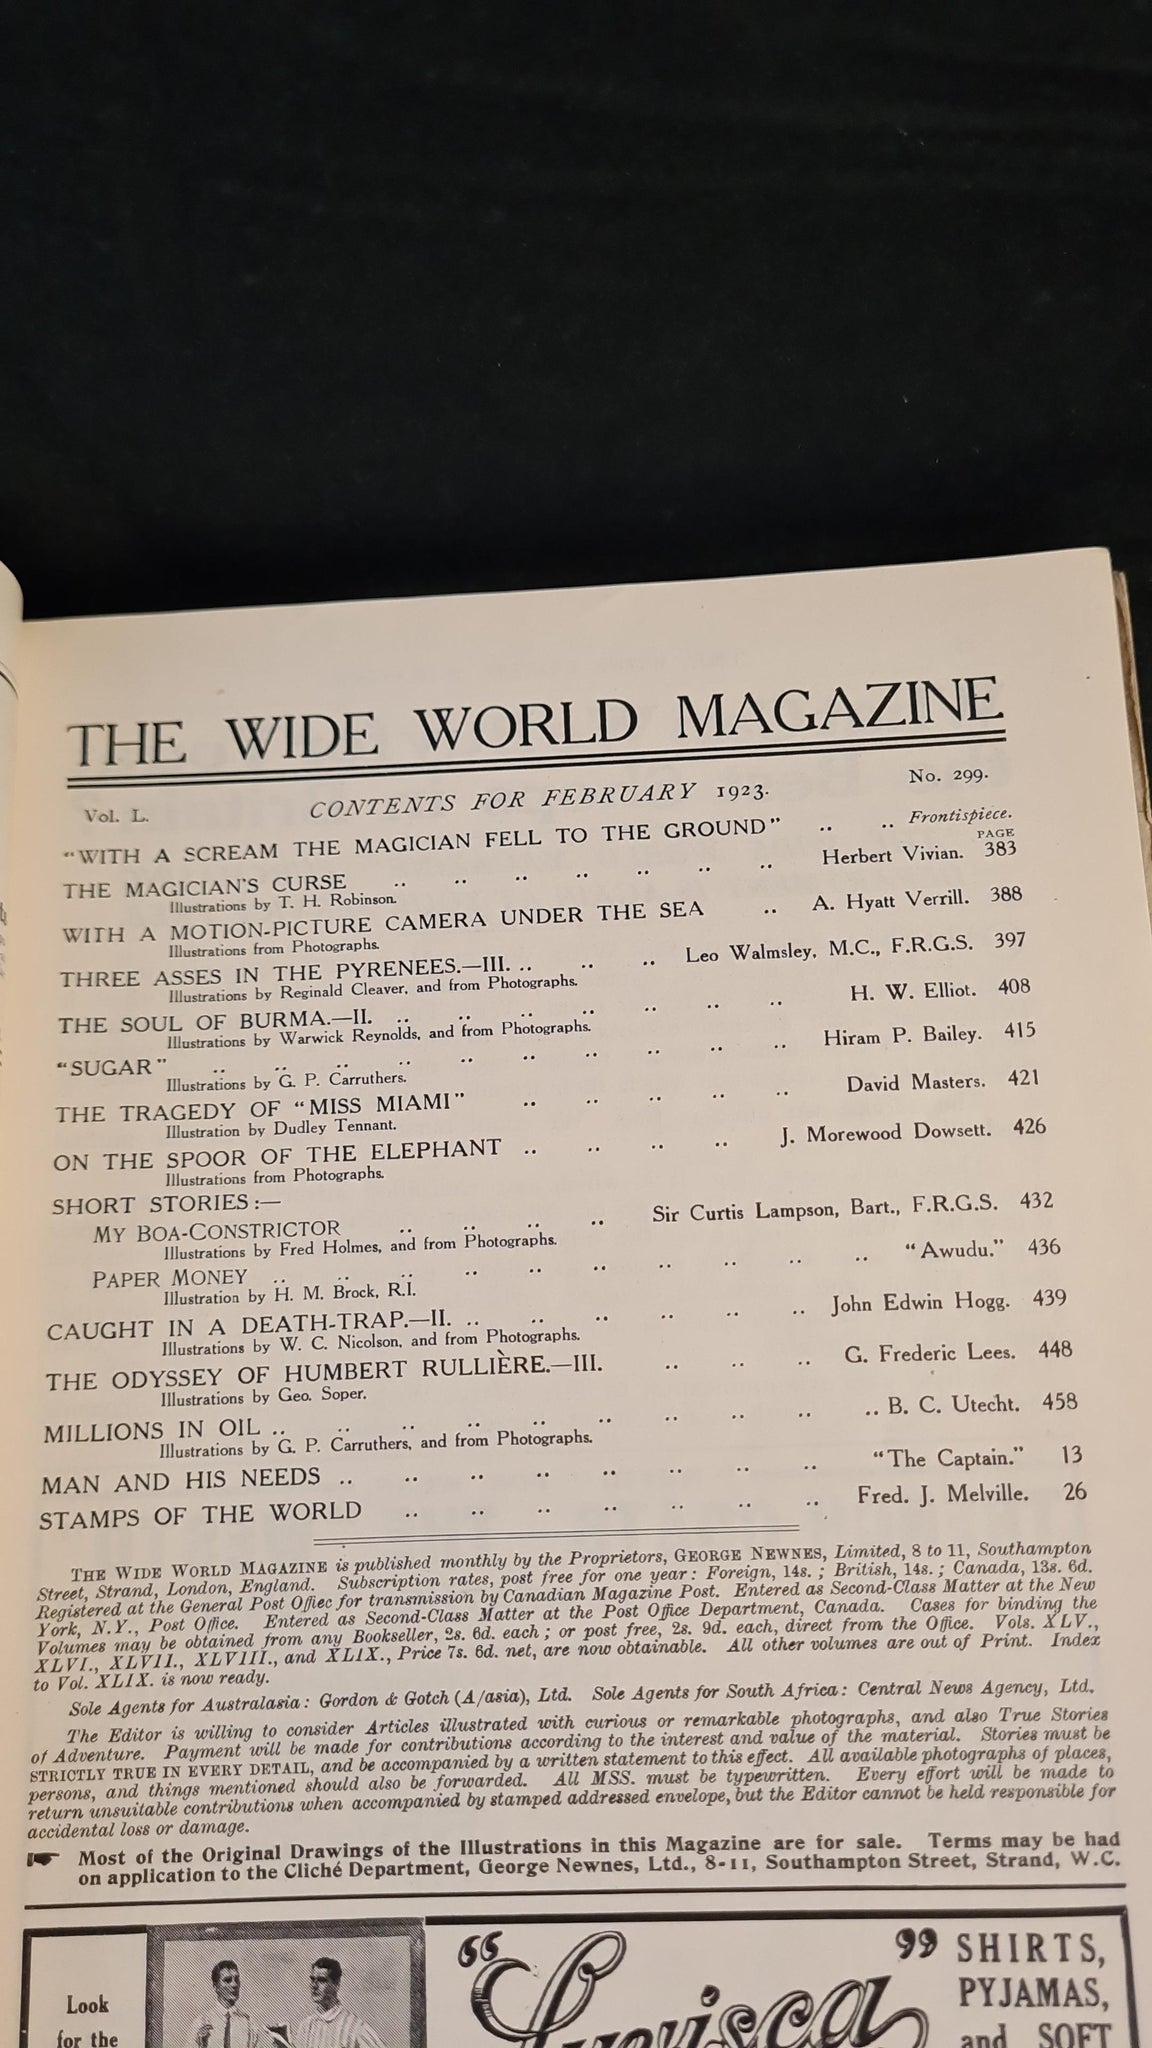 THE WIDE WORLD MAGAZINE
Vol. L. CONTENTS FOR FEBRUARY 1923. No. 299.
"WITH A SCREAM THE MAGICIAN FELL TO THE GROUND" .. .. Frontispiece.
PAGE
THE MAGICIAN'S CURSE .. .. .. .. .. .. .. Herbert Vivian. 383
Illustrations by T. H. Robinson.
WITH A MOTION-PICTURE CAMERA UNDER THE SEA .. A. Hyatt Verrill. 388
Illustrations from Photographs.
THREE ASSES IN THE PYRENEES.—III. .. .. .. Leo Walmsley, M.C., F.R.G.S. 397
Illustrations by Reginald Cleaver, and from Photographs.
THE SOUL OF BURMA.—II. .. .. .. .. .. .. .. H. W. Elliot. 408
Illustrations by Warwick Reynolds, and from Photographs.
"SUGAR" .. .. .. .. .. .. .. .. .. .. Hiram P. Bailey. 415
Illustrations by G. P. Carruthers.
THE TRAGEDY OF "MISS MIAMI" .. .. .. .. .. David Masters. 421
Illustration by Dudley Tennant.
ON THE SPOOR OF THE ELEPHANT .. .. .. .. J. Morewood Dowsett. 426
Illustrations from Photographs.
SHORT STORIES:—
MY BOA-CONSTRICTOR .. .. .. .. Sir Curtis Lampson, Bart., F.R.G.S. 432
Illustrations by Fred Holmes, and from Photographs.
PAPER MONEY .. .. .. .. .. .. .. .. .. .. "Awudu." 436
Illustration by H. M. Brock, R.I.
CAUGHT IN A DEATH-TRAP.—II. .. .. .. .. .. .. John Edwin Hogg. 439
Illustrations by W. C. Nicolson, and from Photographs.
THE ODYSSEY OF HUMBERT RULLIÈRE.—III. .. .. .. G. Frederic Lees. 448
Illustrations by Geo. Soper.
MILLIONS IN OIL .. .. .. .. .. .. .. .. .. .. B. C. Utecht. 458
Illustrations by G. P. Carruthers, and from Photographs.
MAN AND HIS NEEDS .. .. .. .. .. .. .. .. "The Captain." 13
STAMPS OF THE WORLD .. .. .. .. .. .. .. Fred. J. Melville. 26
THE WIDE WORLD MAGAZINE is published monthly by the Proprietors, GEORGE NEWNES, Limited, 8 to 11, Southampton
Street, Strand, London, England. Subscription rates, post free for one year: Foreign, 14s.; British, 14s.; Canada, 13s. 6d.
Registered at the General Post Offiec for transmission by Canadian Magazine Post. Entered as Second-Class Matter at the New
York, N.Y., Post Office. Entered as Second-Class Matter at the Post Office Department, Canada. Cases for binding the
Volumes may be obtained from any Bookseller, 2s. 6d. each; or post free, 2s. 9d. each, direct from the Office. Vols. XLV.,
XLVI., XLVII., XLVIII., and XLIX., Price 7s. 6d. net, are now obtainable. All other volumes are out of Print. Index
to Vol. XLIX. is now ready.
Sole Agents for Australasia: Gordon & Gotch (A/asia), Ltd. Sole Agents for South Africa: Central News Agency, Ltd.
The Editor is willing to consider Articles illustrated with curious or remarkable photographs, and also True Stories
of Adventure. Payment will be made for contributions according to the interest and value of the material. Stories must be
STRICTLY TRUE IN EVERY DETAIL, and be accompanied by a written statement to this effect. All available photographs of places,
persons, and things mentioned should also be forwarded. All MSS. must be typewritten. Every effort will be made to
return unsuitable contributions when accompanied by stamped addressed envelope, but the Editor cannot be held responsible for
accidental loss or damage.
Most of the Original Drawings of the Illustrations in this Magazine are for sale. Terms may be had
on application to the Cliché Department, George Newnes, Ltd., 8-11, Southampton Street, Strand, W.C.
Look
for the
"Luvisca"
SHIRTS,
PYJAMAS,
and SOFT